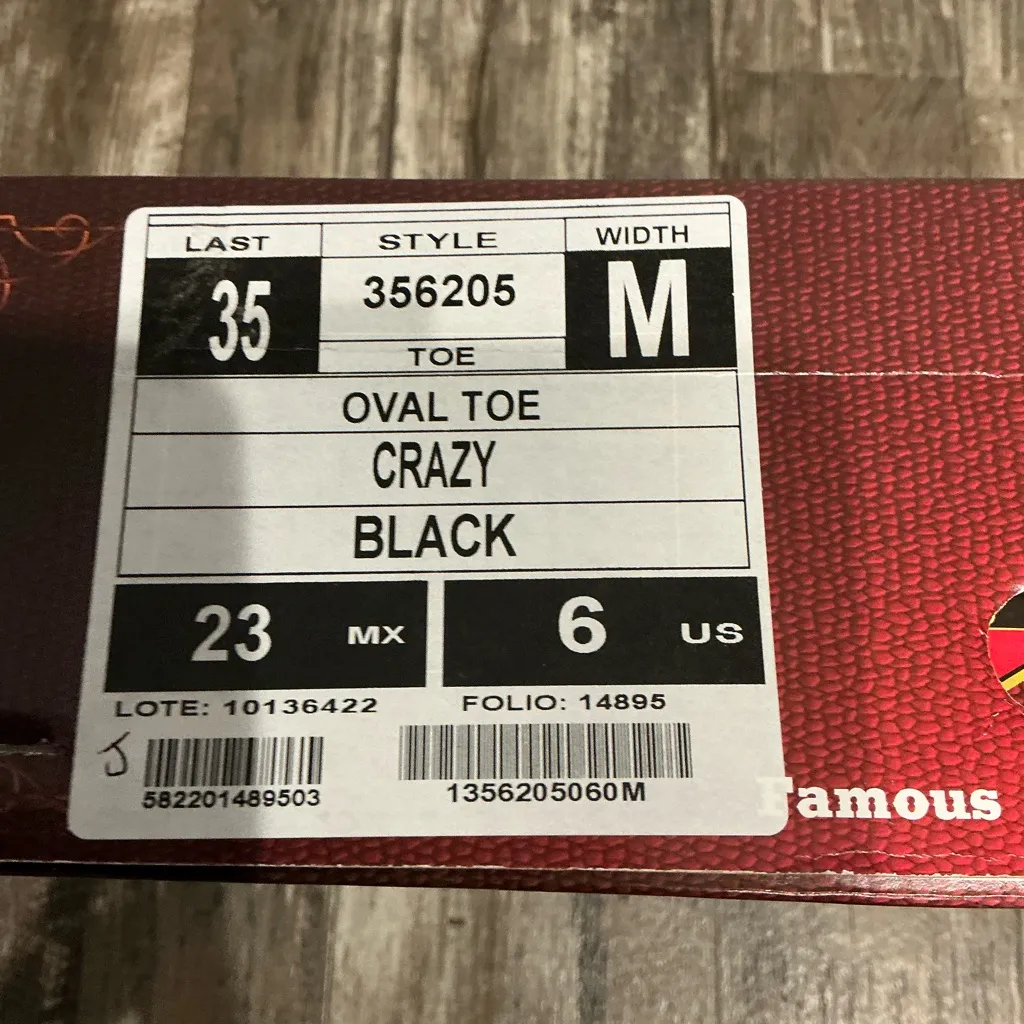 LAST STYLE WIDTH
35 356205 M
TOE
OVAL TOE
CRAZY
BLACK
23 MX 6 US
LOTE: 10136422 FOLIO: 14895
J
582201489503 1356205060M
Famous